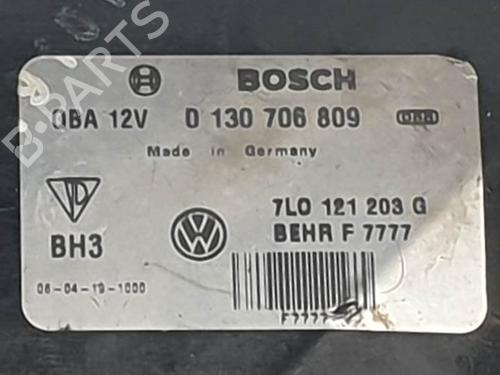 B-PARTS
BOSCH
QBA 12V 0 130 706 809
Made in Germany
7L0 121 203 G
BEHR F 7777
BH3
06-04-19-1000
F7777